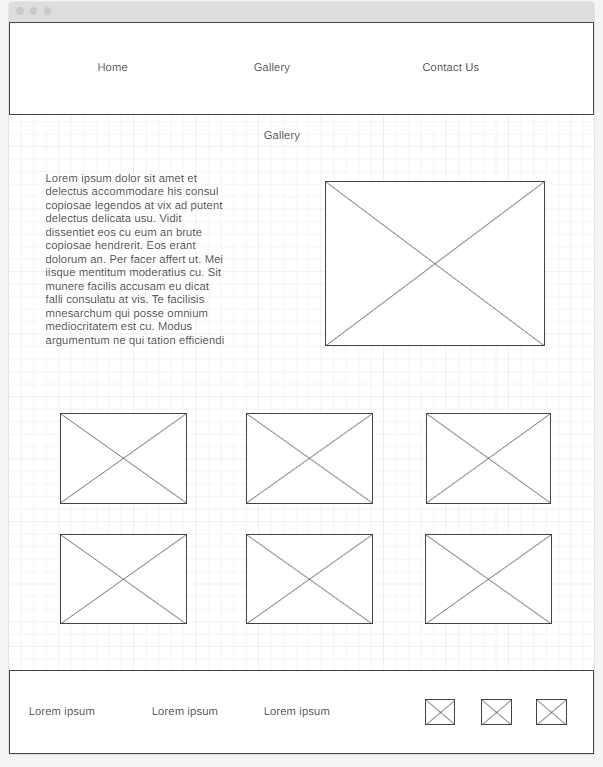 Home Gallery Contact Us
Gallery
Lorem ipsum dolor sit amet et
delectus accommodare his consul
copiosae legendos at vix ad putent
delectus delicata usu. Vidit
dissentiet eos cu eum an brute
copiosae hendrerit. Eos erant
dolorum an. Per facer affert ut. Mei
iisque mentitum moderatius cu. Sit
munere facilis accusam eu dicat
falli consulatu at vis. Te facilisis
mnesarchum qui posse omnium
mediocritatem est cu. Modus
argumentum ne qui tation efficiendi
Lorem ipsum Lorem ipsum Lorem ipsum